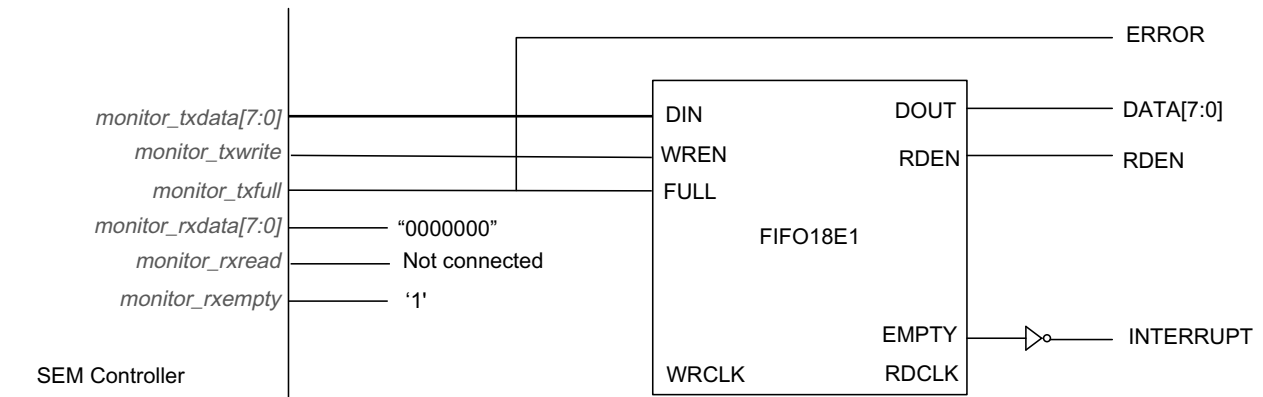 ERROR
monitor_txdata[7:0] DIN DOUT DATA[7:0]
monitor_txwrite WREN RDEN RDEN
monitor_txfull FULL
monitor_rxdata[7:0] “0000000”
FIFO18E1
monitor_rxread Not connected
monitor_rxempty ‘1'
EMPTY INTERRUPT
SEM Controller WRCLK RDCLK